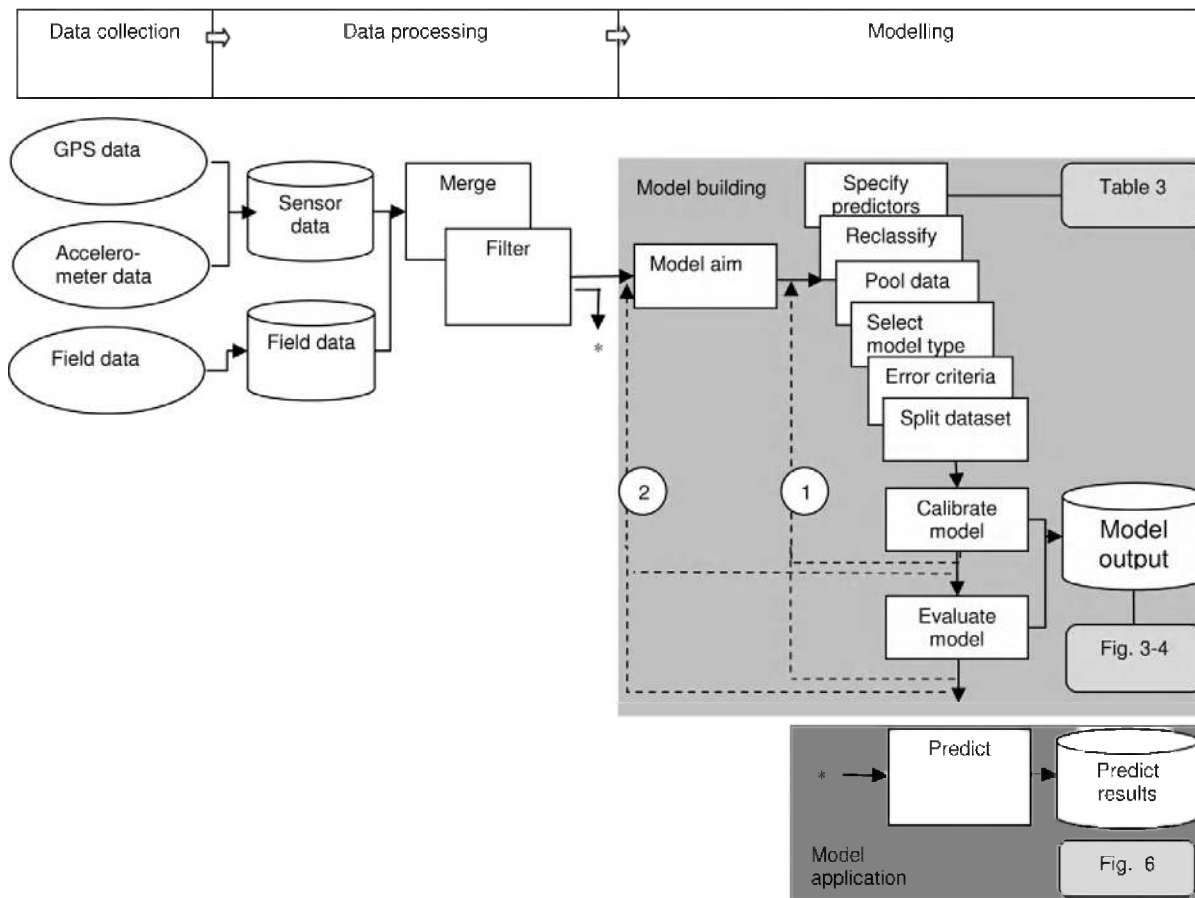 Data collection
Data processing
Modelling
GPS data
Accelero-
meter data
Field data
Sensor
data
Field data
Merge
Filter
*
Model building
Model aim
Specify
predictors
Reclassify
Pool data
Select
model type
Error criteria
Split dataset
Table 3
2
1
Calibrate
model
Model
output
Evaluate
model
Fig. 3-4
*
Predict
Predict
results
Model
application
Fig. 6